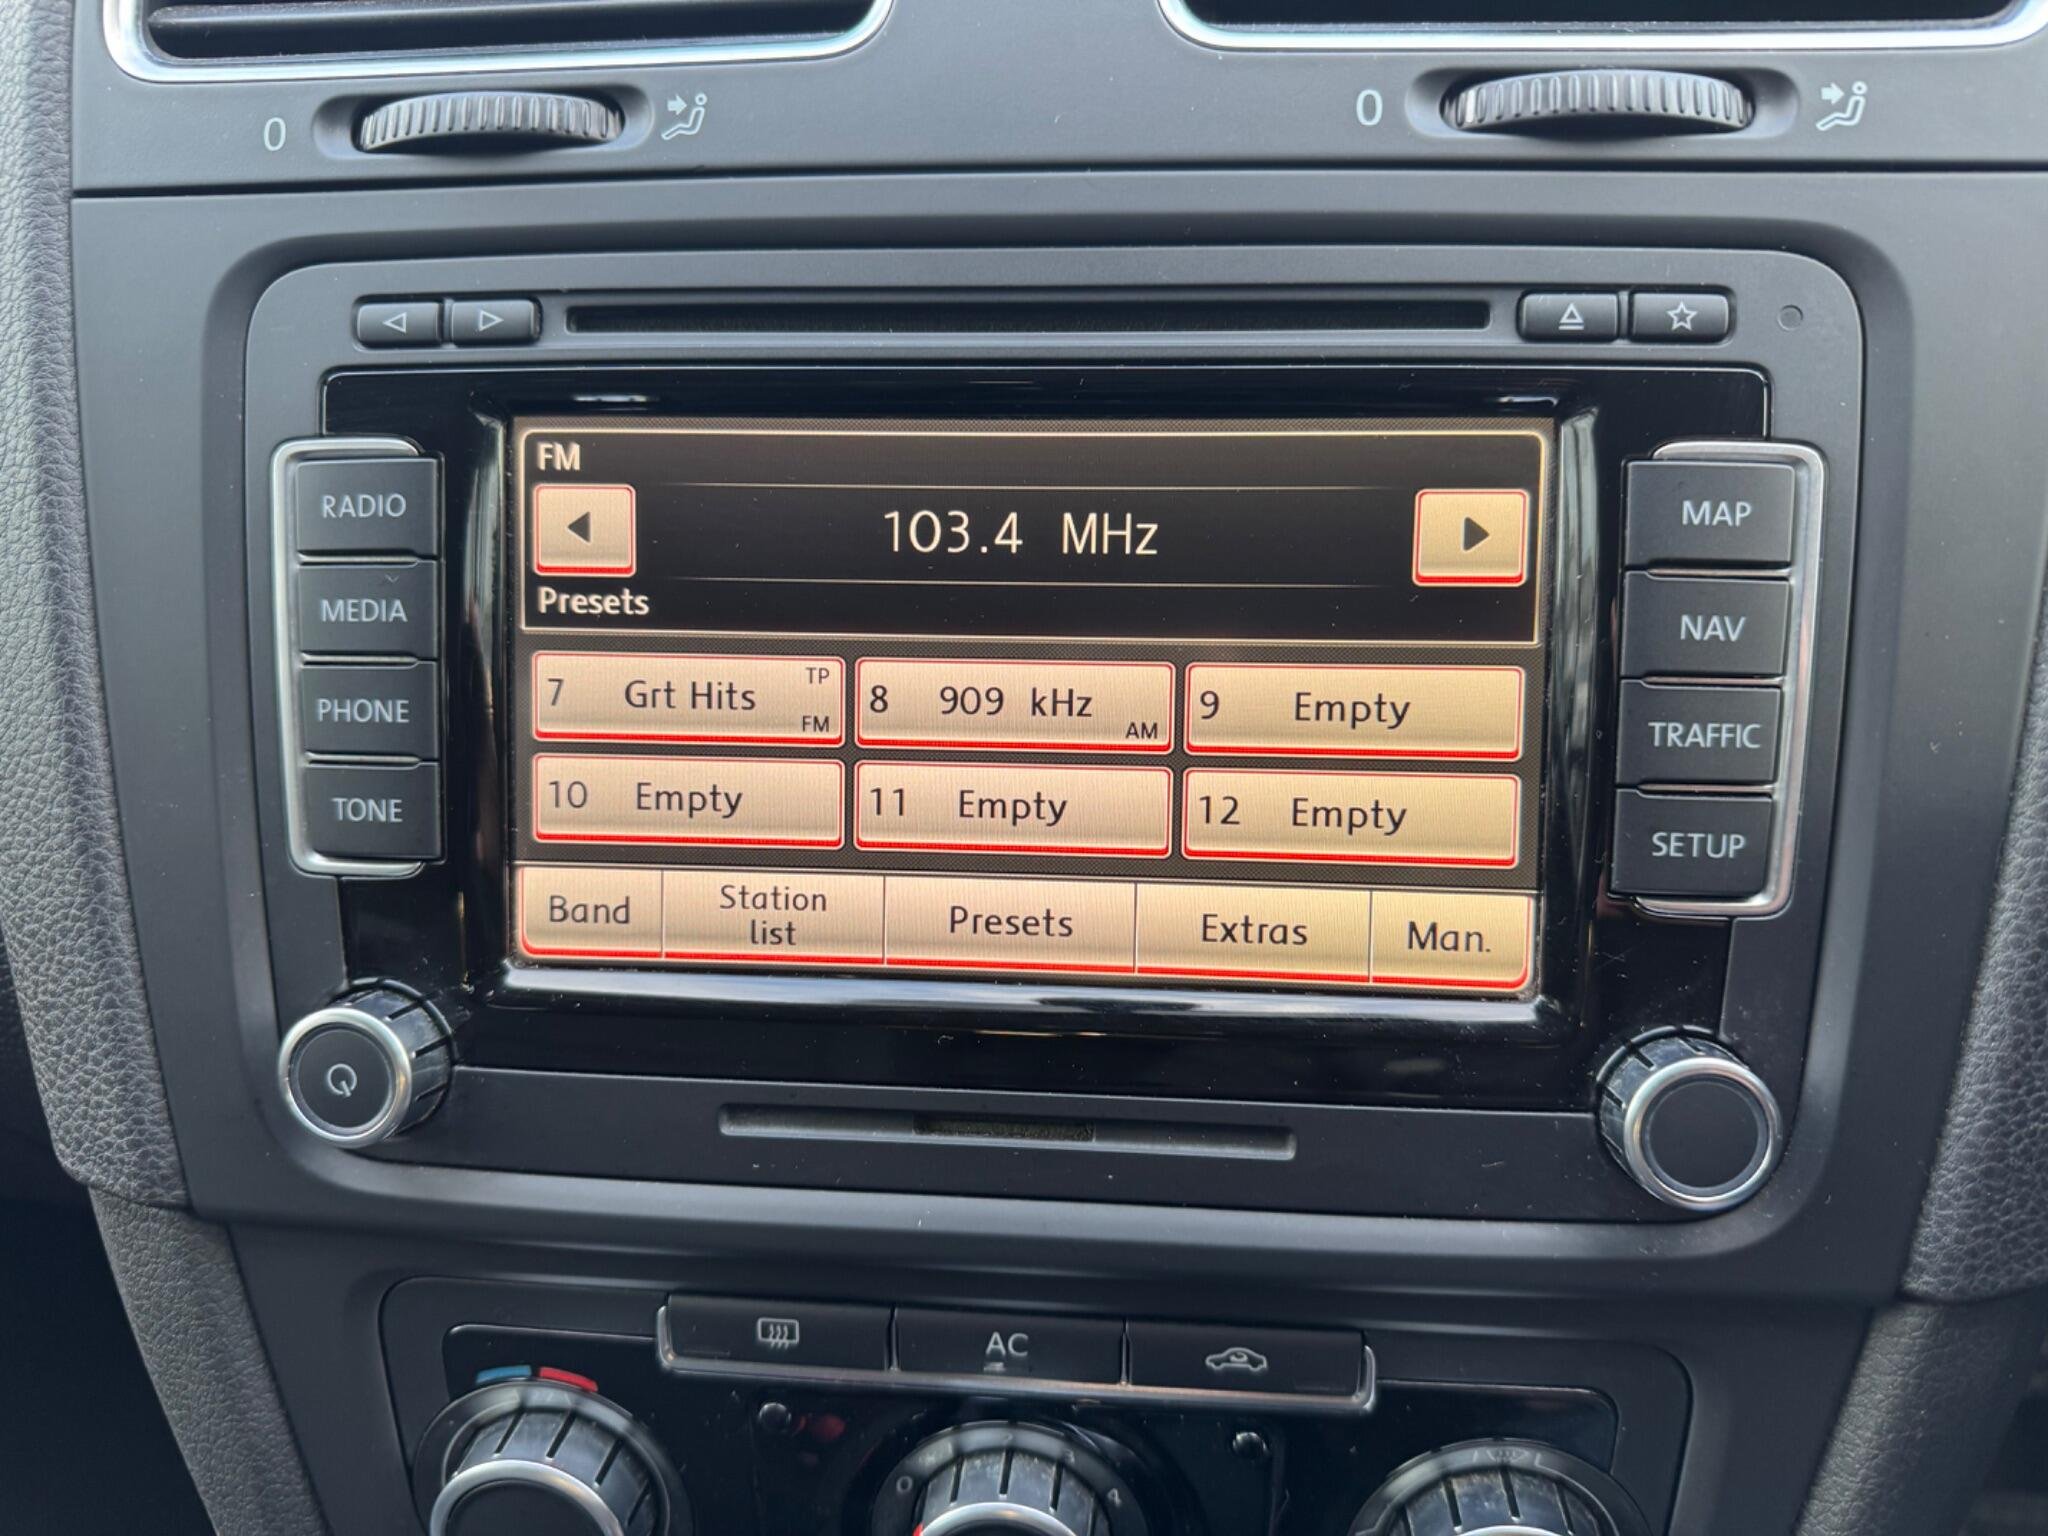 0
0
RADIO
MEDIA
PHONE
TONE
FM
103.4 MHz
Presets
7 Grt Hits TP FM
8 909 kHz AM
9 Empty
10 Empty
11 Empty
12 Empty
Band
Station
list
Presets
Extras
Man.
MAP
NAV
TRAFFIC
SETUP
AC
0
4